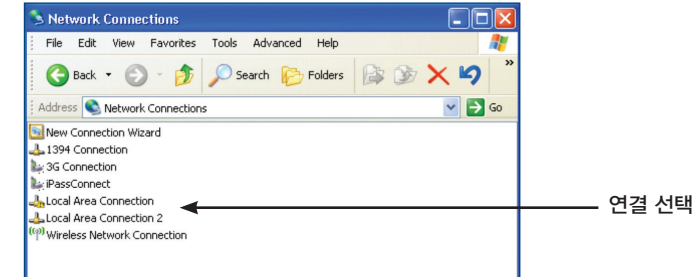 Network Connections
File Edit View Favorites Tools Advanced Help
Back Search Folders »
Address Network Connections Go
New Connection Wizard
1394 Connection
3G Connection
iPassConnect
Local Area Connection
Local Area Connection 2
Wireless Network Connection
연결 선택